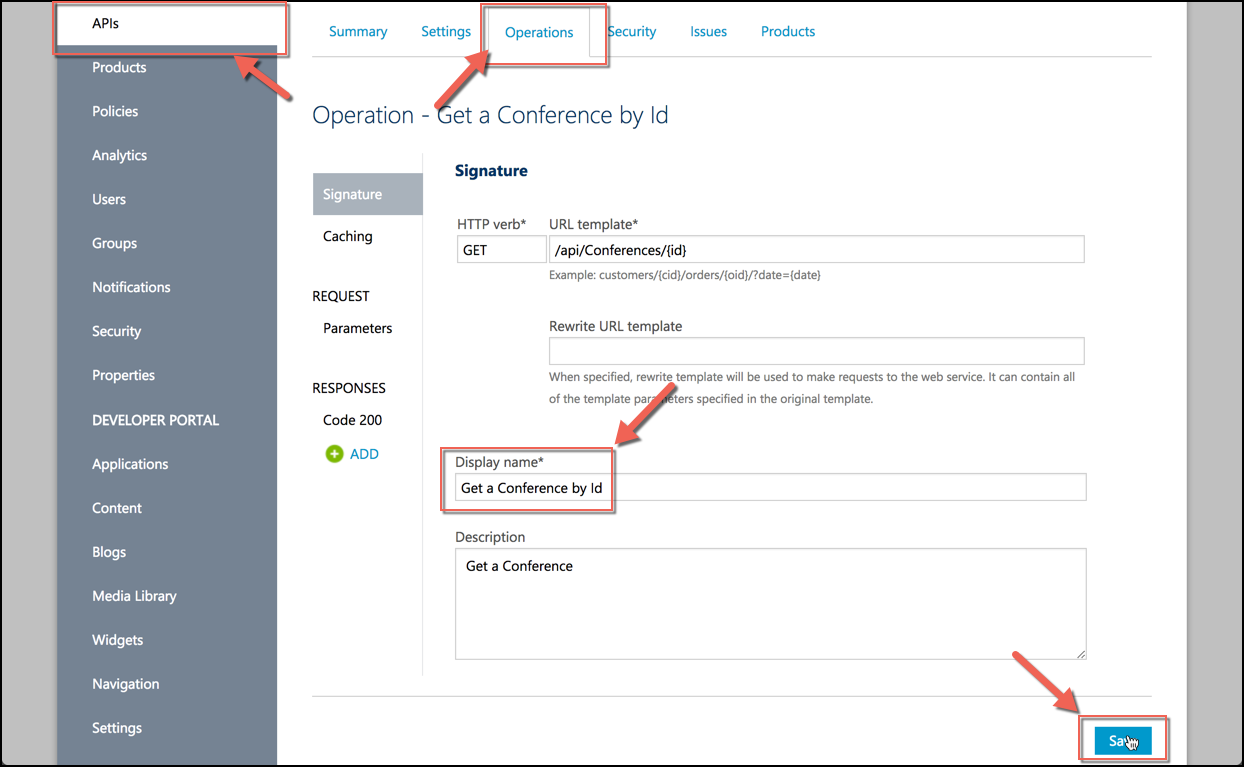 APIs
Products
Policies
Analytics
Users
Groups
Notifications
Security
Properties
DEVELOPER PORTAL
Applications
Content
Blogs
Media Library
Widgets
Navigation
Settings
Summary Settings Operations Security Issues Products
Operation - Get a Conference by Id
Signature
Caching
REQUEST
Parameters
RESPONSES
Code 200
ADD
Signature
HTTP verb* URL template*
GET /api/Conferences/{id}
Example: customers/{cid}/orders/{oid}/?date={date}
Rewrite URL template
When specified, rewrite template will be used to make requests to the web service. It can contain all
of the template parameters specified in the original template.
Display name*
Get a Conference by Id
Description
Get a Conference
Save